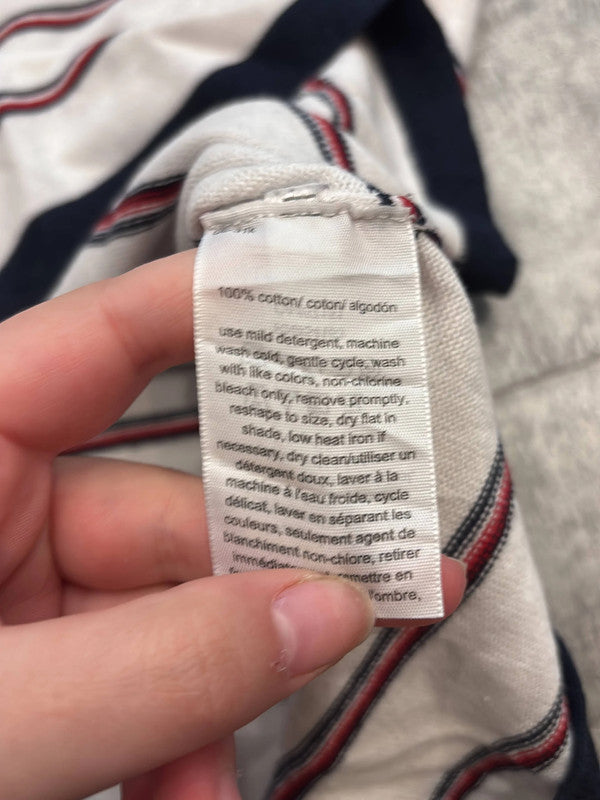 100% cotton/ coton/ algodón
use mild detergent, machine
wash cold, gentle cycle, wash
with like colors, non-chlorine
bleach only, remove promptly,
reshape to size, dry flat in
shade, low heat iron if
necessary, dry clean/utiliser un
détergent doux, laver à la
machine à l'eau froide, cycle
délicat, laver en séparant les
couleurs, seulement agent de
blanchiment non-chlore, retirer
remettre en
l'ombre,